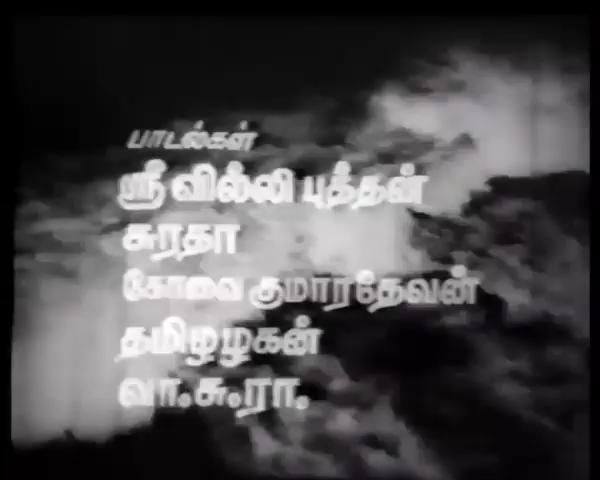 பாடல்கள்
ஸ்ரீ வில்லி புத்தன்
சுரதா
கோவை குமாரதேவன்
தமிழழகன்
வா.சு.ரா.